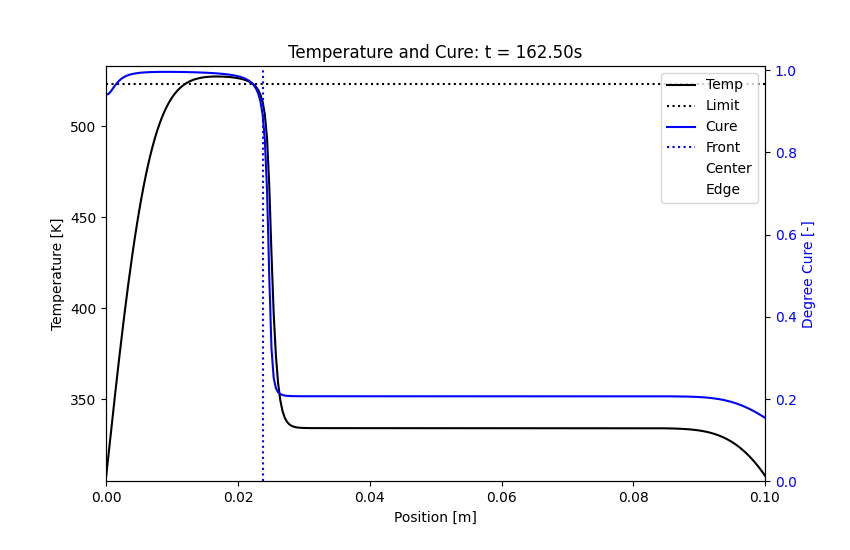 Temperature and Cure: t = 162.50s
Temperature [K]
500
450
400
350
Temp
Limit
Cure
Front
Center
Edge
1.0
0.8
0.6
0.4
0.2
0.0
Degree Cure [-]
0.00
0.02
0.04
0.06
0.08
0.10
Position [m]